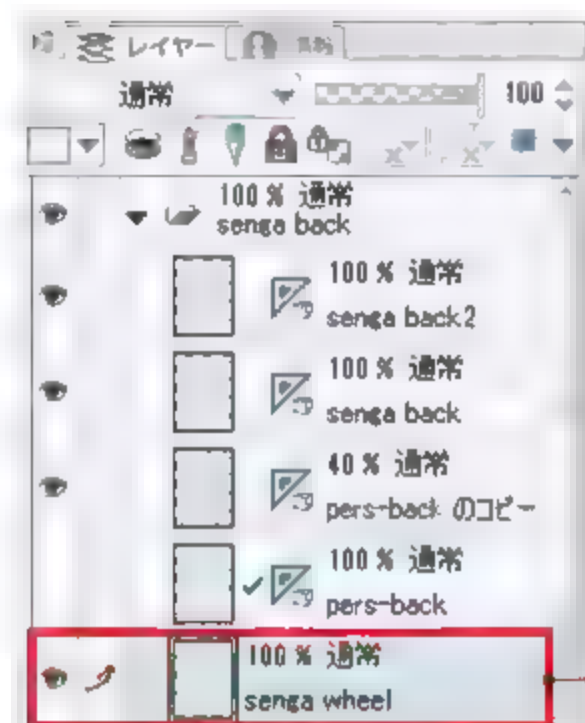 レイヤー
通常
100
100 % 通常
senga back
100 % 通常
senga back2
100 % 通常
senga back
40 % 通常
pers-back のコピー
100 % 通常
pers-back
100 % 通常
senga wheel